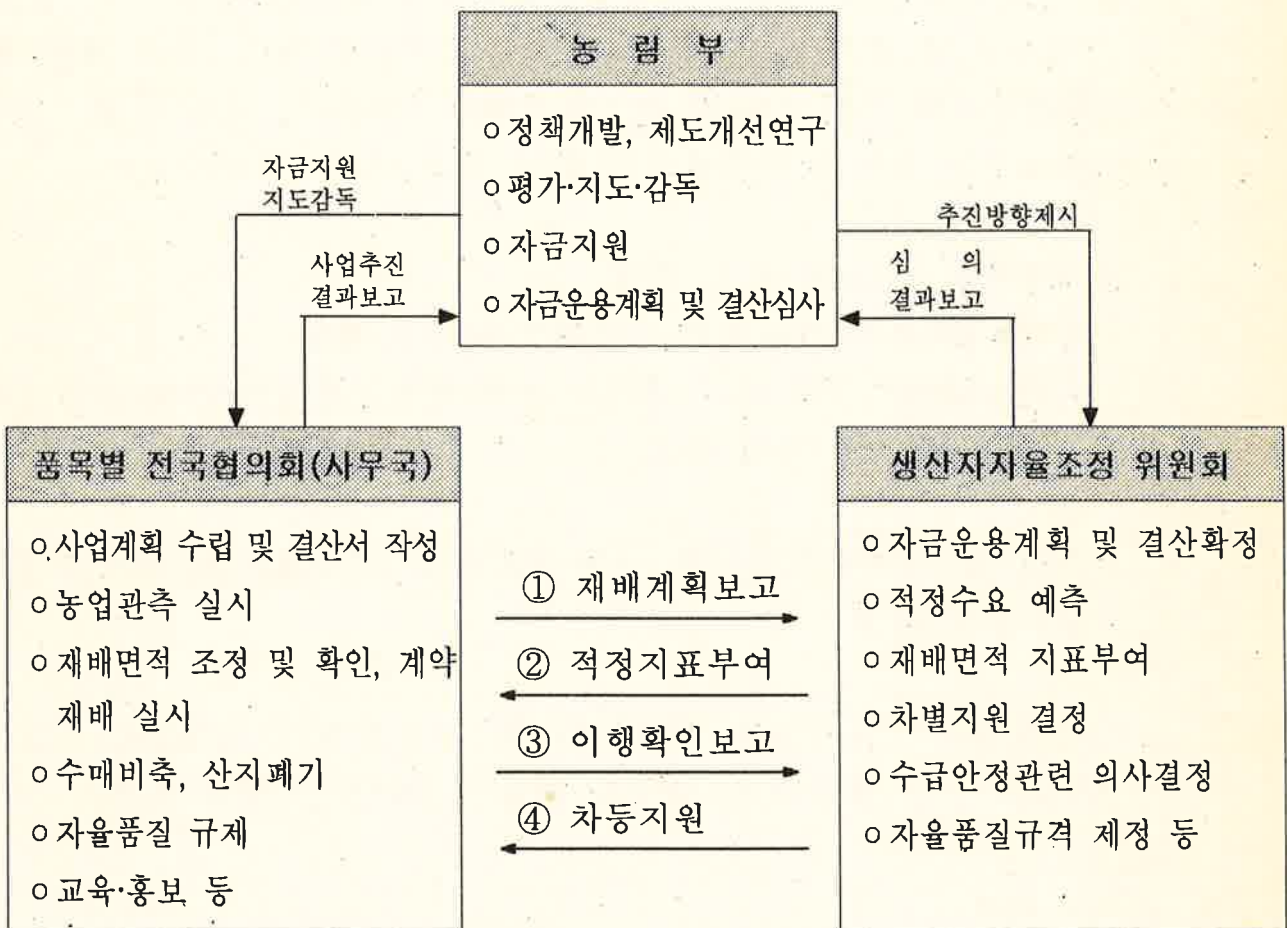 농 림 부
ㅇ정책개발, 제도개선연구
ㅇ평가·지도·감독
ㅇ자금지원
ㅇ자금운용계획 및 결산심사
자금지원
지도감독
사업추진
결과보고
추진방향제시
심 의
결과보고
품목별 전국협의회(사무국)
ㅇ사업계획 수립 및 결산서 작성
ㅇ농업관측 실시
ㅇ재배면적 조정 및 확인, 계약
재배 실시
ㅇ수매비축, 산지폐기
ㅇ자율품질 규제
ㅇ교육·홍보 등
① 재배계획보고
② 적정지표부여
③ 이행확인보고
④ 차등지원
생산자자율조정 위원회
ㅇ자금운용계획 및 결산확정
ㅇ적정수요 예측
ㅇ재배면적 지표부여
ㅇ차별지원 결정
ㅇ수급안정관련 의사결정
ㅇ자율품질규격 제정 등